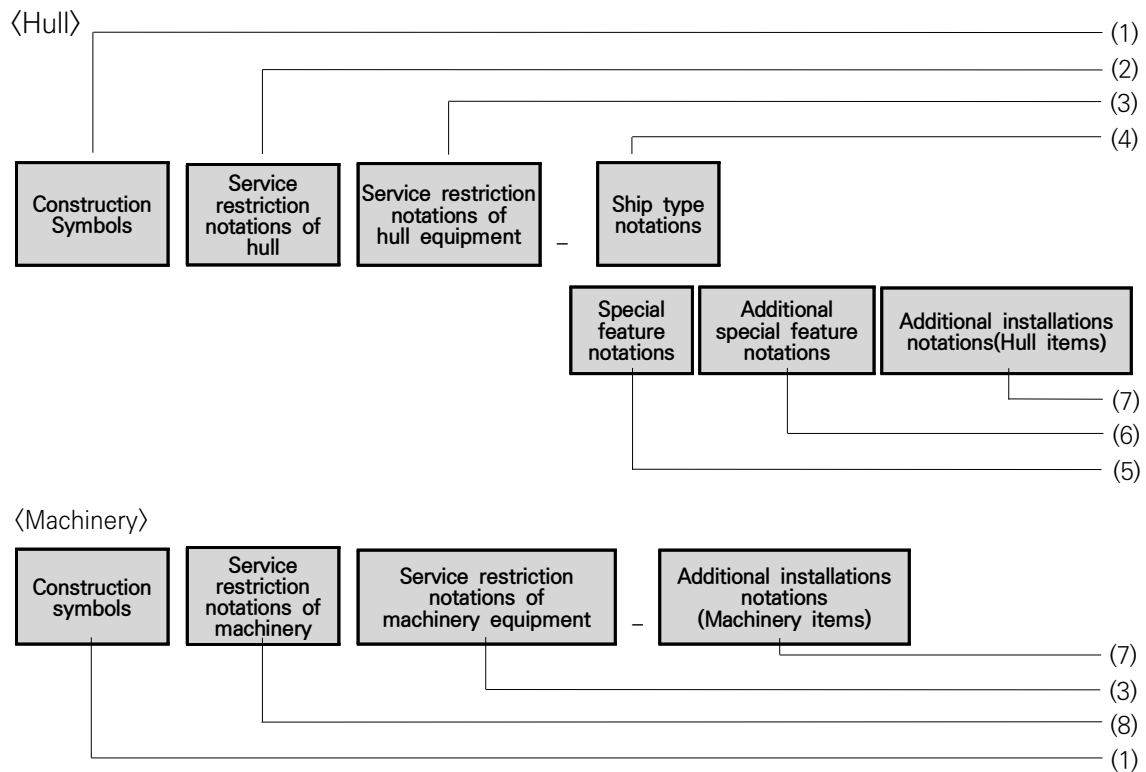 〈Hull〉
(1)
(2)
(3)
(4)
Construction
Symbols
Service
restriction
notations of
hull
Service restriction
notations of
hull equipment
_
Ship type
notations
Special
feature
notations
Additional
special feature
notations
Additional installations
notations(Hull items)
(7)
(6)
(5)
〈Machinery〉
Construction
symbols
Service
restriction
notations of
machinery
Service restriction
notations of
machinery equipment
_
Additional installations
notations
(Machinery items)
(7)
(3)
(8)
(1)